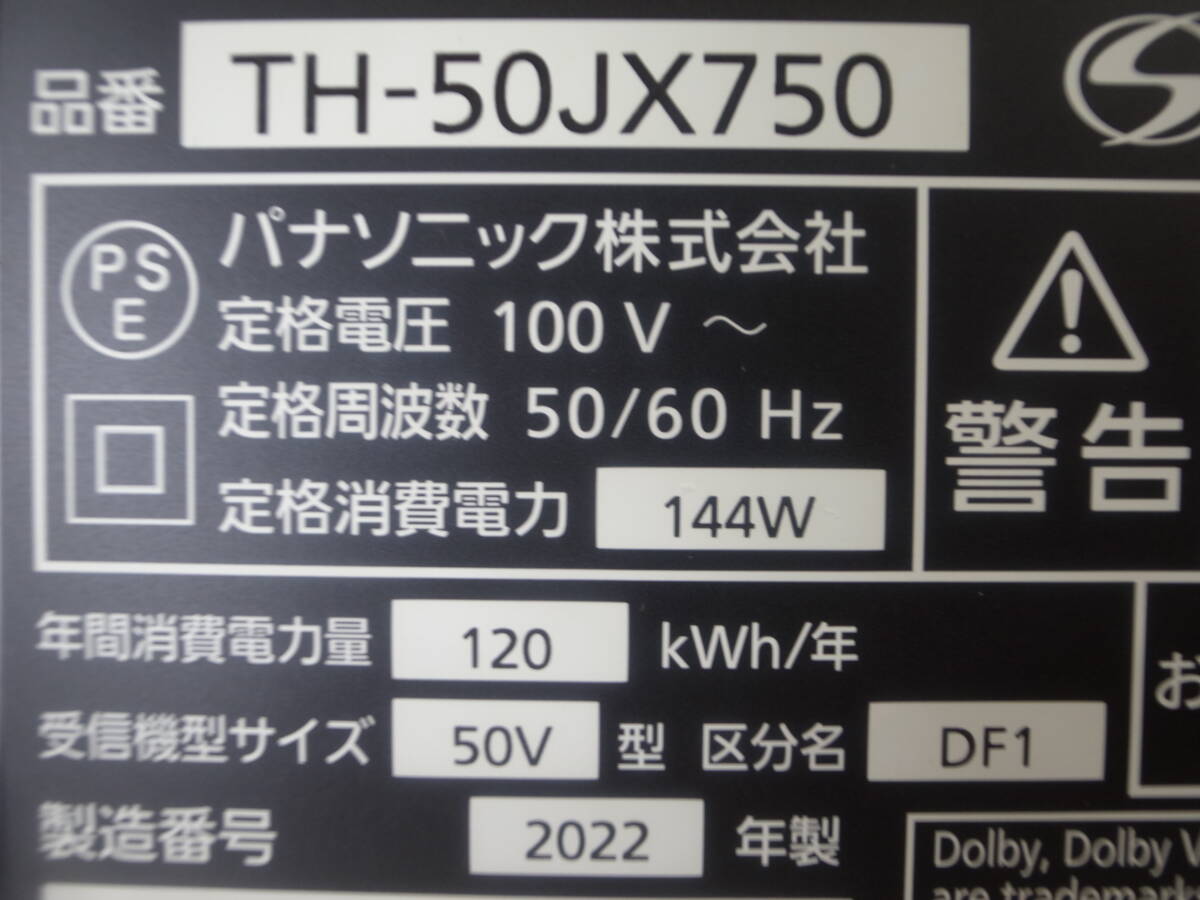 品番 TH-50JX750
PS
E
パナソニック株式会社
定格電圧 100 V ～
定格周波数 50/60 Hz
定格消費電力 144W
警告
年間消費電力量 120 kWh/年
受信機型サイズ 50V 型 区分名 DF1
お
製造番号 2022 年製
Dolby, Dolby V
are trademark